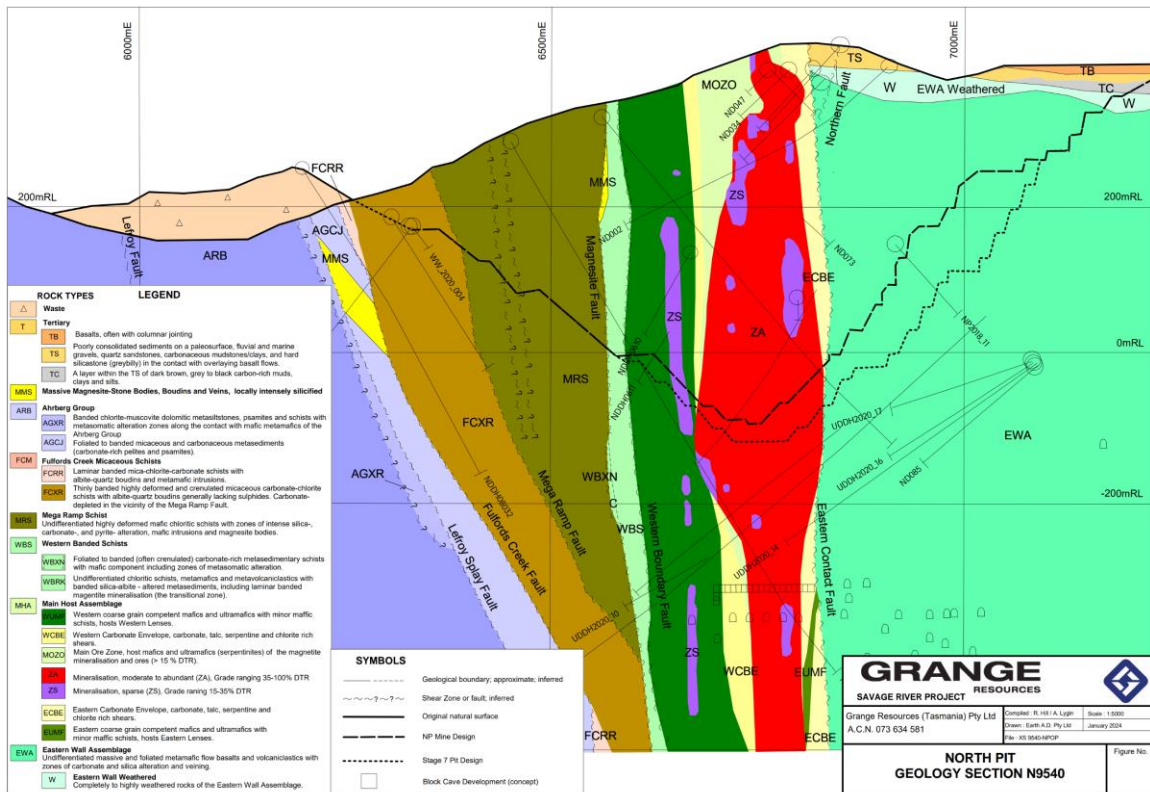 6000mE
6500mE
7000mE
TS
TB
TC
W
EWA Weathered
W
MOZO
ND047
ND034
Northern Fault
FCRR
200mRL
200mRL
Lefroy Fault
ARB
AGCJ
MMS
MMS
Magnesite Fault
ND002
ZS
ND073
WW_2020_004
ECBE
ZS
ZA
NP2018_11
0mRL
MRS
UDDH2020_17
EWA
FCXR
UDDH2020_16
ND085
AGXR
WBXN
Mega Ramp Fault
-200mRL
C
WBS
NDDH08032
Western Boundary Fault
Eastern Contact Fault
Fulfords Creek Fault
Lefroy Splay Fault
UDDH2020_14
UDDH2020_10
ZS
WCBE
EUMF
FCRR
ECBE
ROCK TYPES
LEGEND
Waste
T
Tertiary
TB
Basalts, often with columnar jointing
TS
Poorly consolidated sediments on a paleosurface, fluvial and marine
gravels, quartz sandstones, carbonaceous mudstones/clays, and hard
silicastone (greybilly) in the contact with overlaying basalt flows.
TC
A layer within the TS of dark brown, grey to black carbon-rich muds,
clays and silts.
MMS
Massive Magnesite-Stone Bodies, Boudins and Veins, locally intensely silicified
ARB
Ahrberg Group
AGXR
Banded chlorite-muscovite dolomitic metasiltstones, psamites and schists with
metasomatic alteration zones along the contact with mafic metamafics of the
Ahrberg Group
AGCJ
Foliated to banded micaceous and carbonaceous metasediments
(carbonate-rich pelites and psamites).
FCM
Fulfords Creek Micaceous Schists
FCRR
Laminar banded mica-chlorite-carbonate schists with
albite-quartz boudins and metamafic intrusions.
FCXR
Thinly banded highly deformed and crenulated micaceous carbonate-chlorite
schists with albite-quartz boudins generally lacking sulphides. Carbonate-
depleted in the vicinity of the Mega Ramp Fault.
MRS
Mega Ramp Schist
Undifferentiated highly deformed mafic chloritic schists with zones of intense silica-,
carbonate-, and pyrite- alteration, mafic intrusions and magnesite bodies.
WBS
Western Banded Schists
WBXN
Foliated to banded (often crenulated) carbonate-rich metasedimentary schists
with mafic component including zones of metasomatic alteration.
WBRK
Undifferentiated chloritic schists, metamafics and metavolcaniclastics with
banded silica-albite - altered metasediments, including laminar banded
magentite mineralisation (the transitional zone).
MHA
Main Host Assemblage
WUMF
Western coarse grain competent mafics and ultramafics with minor maffic
schists, hosts Western Lenses.
WCBE
Western Carbonate Envelope, carbonate, talc, serpentine and chlorite rich
shears.
MOZO
Main Ore Zone, host mafics and ultramafics (serpentinites) of the magnetite
mineralisation and ores (> 15 % DTR).
ZA
Mineralisation, moderate to abundant (ZA), Grade ranging 35-100% DTR
ZS
Mineralisation, sparse (ZS), Grade raning 15-35% DTR
ECBE
Eastern Carbonate Envelope, carbonate, talc, serpentine and
chlorite rich shears.
EUMF
Eastern coarse grain competent mafics and ultramafics with
minor maffic schists, hosts Eastern Lenses.
EWA
Eastern Wall Assemblage
Undifferentiated massive and foliated metamafic flow basalts and volcaniclastics with
zones of carbonate and silica alteration and veining.
W
Eastern Wall Weathered
Completely to highly weathered rocks of the Eastern Wall Assemblage.
SYMBOLS
Geological boundary; approximate; inferred
Shear Zone or fault; inferred
Original natural surface
NP Mine Design
Stage 7 Pit Design
Block Cave Development (concept)
GRANGE
RESOURCES
SAVAGE RIVER PROJECT
Grange Resources (Tasmania) Pty Ltd
A.C.N. 073 634 581
Compiled : R. Hill / A. Lygin
Scale : 1:5000
Drawn : Earth A.D. Pty Ltd
January 2024
File - XS 9540-NPOP
NORTH PIT
GEOLOGY SECTION N9540
Figure No.